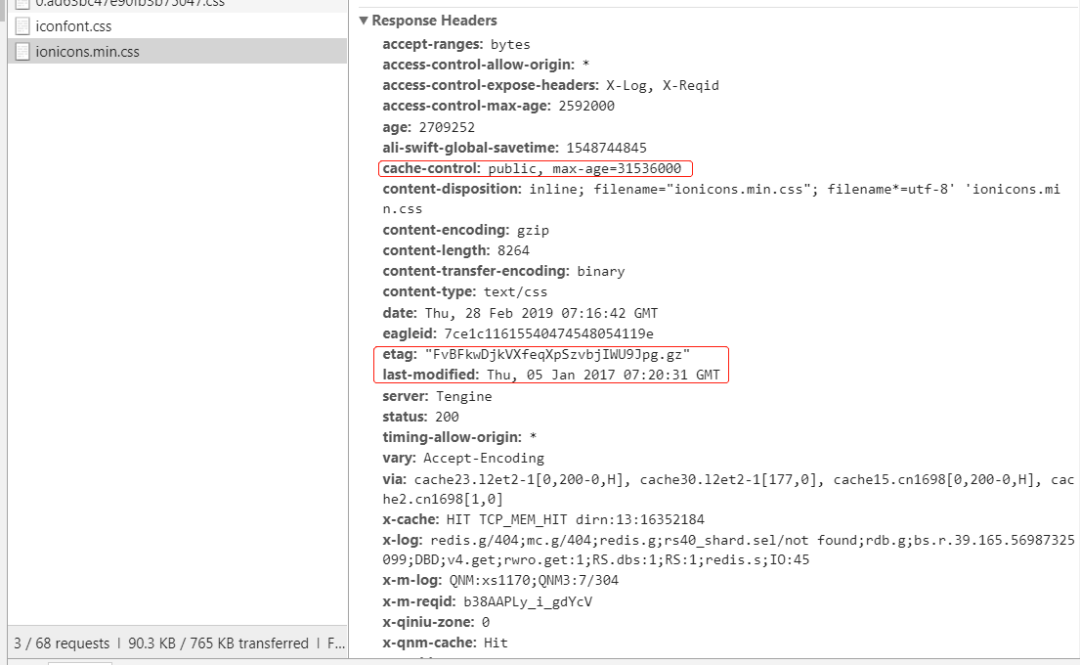 0.ad63bc47e90fb3b75047.css
iconfont.css
ionicons.min.css
3 / 68 requests | 90.3 KB / 765 KB transferred | F...
▼ Response Headers
accept-ranges: bytes
access-control-allow-origin: *
access-control-expose-headers: X-Log, X-Reqid
access-control-max-age: 2592000
age: 2709252
ali-swift-global-savetime: 1548744845
cache-control: public, max-age=31536000
content-disposition: inline; filename="ionicons.min.css"; filename*=utf-8' 'ionicons.mi
n.css
content-encoding: gzip
content-length: 8264
content-transfer-encoding: binary
content-type: text/css
date: Thu, 28 Feb 2019 07:16:42 GMT
eagleid: 7ce1c11615540474548054119e
etag: "FvBFkwDjkVXfeqXpSzvbjIWU9Jpg.gz"
last-modified: Thu, 05 Jan 2017 07:20:31 GMT
server: Tengine
status: 200
timing-allow-origin: *
vary: Accept-Encoding
via: cache23.l2et2-1[0,200-0,H], cache30.l2et2-1[177,0], cache15.cn1698[0,200-0,H], cac
he2.cn1698[1,0]
x-cache: HIT TCP_MEM_HIT dirn:13:16352184
x-log: redis.g/404;mc.g/404;redis.g;rs40_shard.sel/not found;rdb.g;bs.r.39.165.56987325
099;DBD;v4.get;rwro.get:1;RS.dbs:1;RS:1;redis.s;IO:45
x-m-log: QNM:xs1170;QNM3:7/304
x-m-reqid: b38AAPLy_i_gdYcV
x-qiniu-zone: 0
x-qnm-cache: Hit